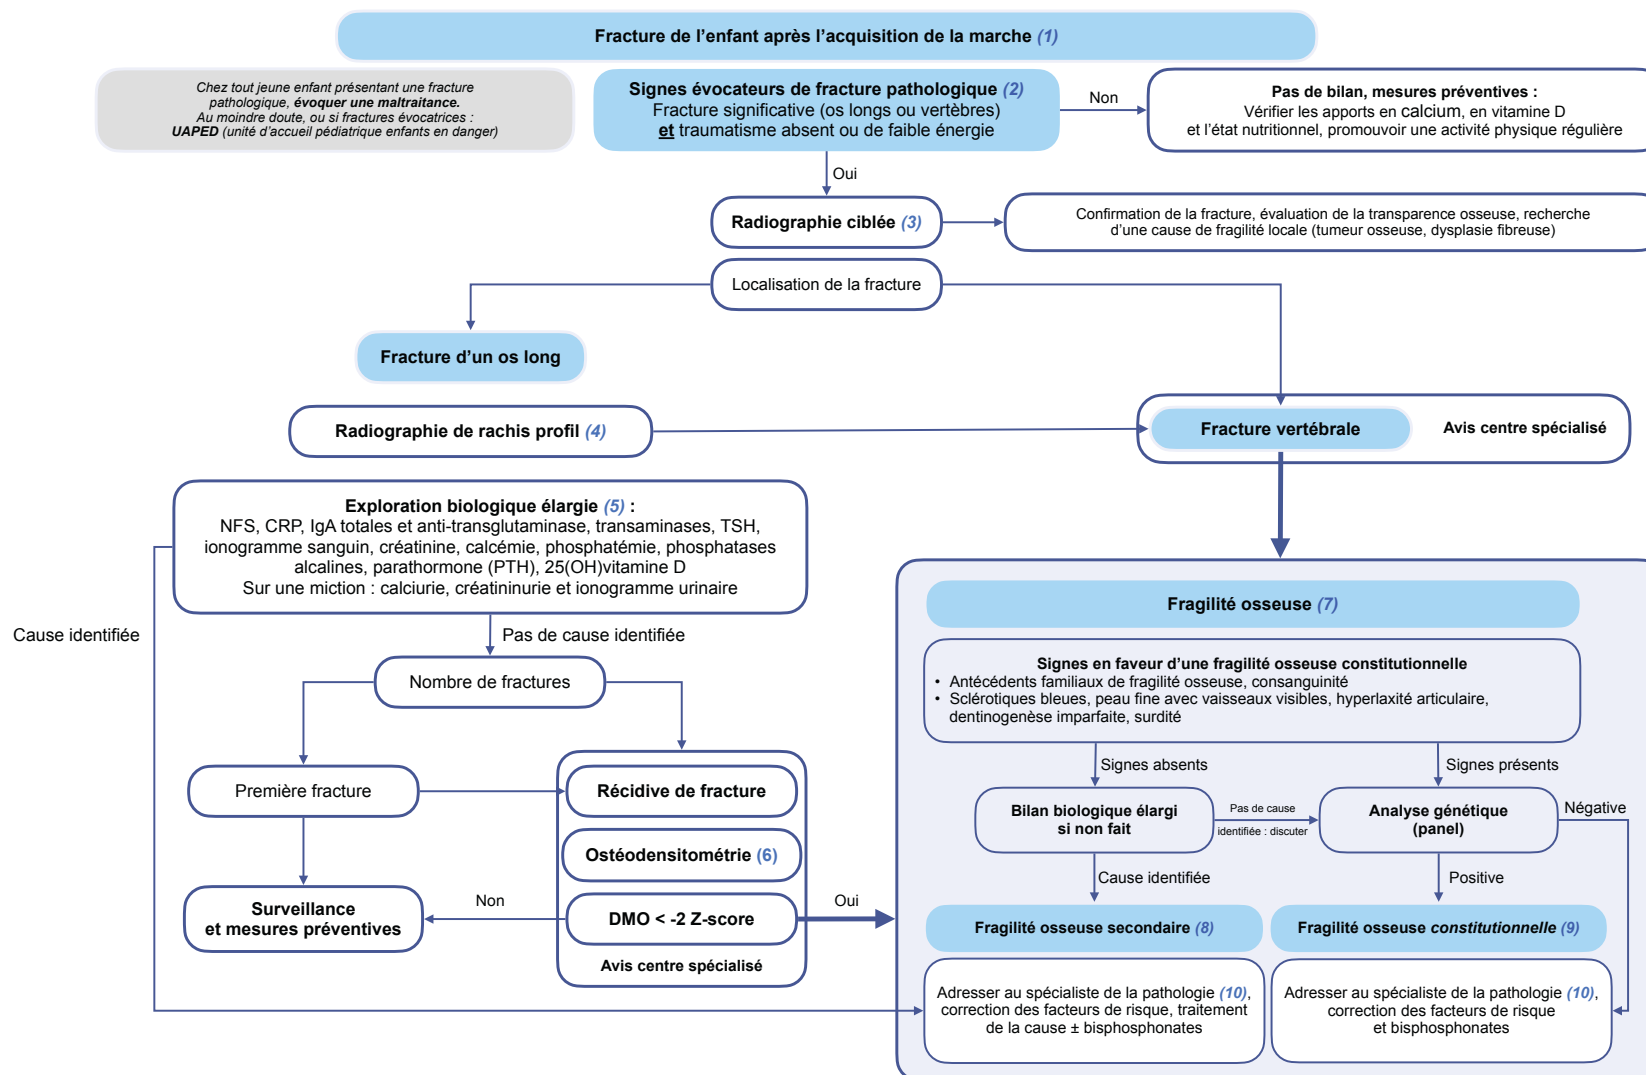 Fracture de l’enfant après l’acquisition de la marche (1)
Chez tout jeune enfant présentant une fracture
pathologique, évoquer une maltraitance.
Au moindre doute, ou si fractures évocatrices :
UAPED (unité d’accueil pédiatrique enfants en danger)
Signes évocateurs de fracture pathologique (2)
Fracture significative (os longs ou vertèbres)
et traumatisme absent ou de faible énergie
Non
Pas de bilan, mesures préventives :
Vérifier les apports en calcium, en vitamine D
et l’état nutritionnel, promouvoir une activité physique régulière
Oui
Radiographie ciblée (3)
Confirmation de la fracture, évaluation de la transparence osseuse, recherche
d’une cause de fragilité locale (tumeur osseuse, dysplasie fibreuse)
Localisation de la fracture
Fracture d’un os long
Radiographie de rachis profil (4)
Fracture vertébrale
Avis centre spécialisé
Exploration biologique élargie (5) :
NFS, CRP, IgA totales et anti-transglutaminase, transaminases, TSH,
ionogramme sanguin, créatinine, calcémie, phosphatémie, phosphatases
alcalines, parathormone (PTH), 25(OH)vitamine D
Sur une miction : calciurie, créatininurie et ionogramme urinaire
Cause identifiée
Pas de cause identifiée
Nombre de fractures
Première fracture
Récidive de fracture
Ostéodensitométrie (6)
Surveillance
et mesures préventives
Non
DMO < -2 Z-score
Oui
Avis centre spécialisé
Fragilité osseuse (7)
Signes en faveur d’une fragilité osseuse constitutionnelle
• Antécédents familiaux de fragilité osseuse, consanguinité
• Sclérotiques bleues, peau fine avec vaisseaux visibles, hyperlaxité articulaire,
dentinogenèse imparfaite, surdité
Signes absents
Signes présents
Bilan biologique élargi
si non fait
Pas de cause
identifiée : discuter
Analyse génétique
(panel)
Négative
Cause identifiée
Positive
Fragilité osseuse secondaire (8)
Fragilité osseuse constitutionnelle (9)
Adresser au spécialiste de la pathologie (10),
correction des facteurs de risque, traitement
de la cause ± bisphosphonates
Adresser au spécialiste de la pathologie (10),
correction des facteurs de risque
et bisphosphonates